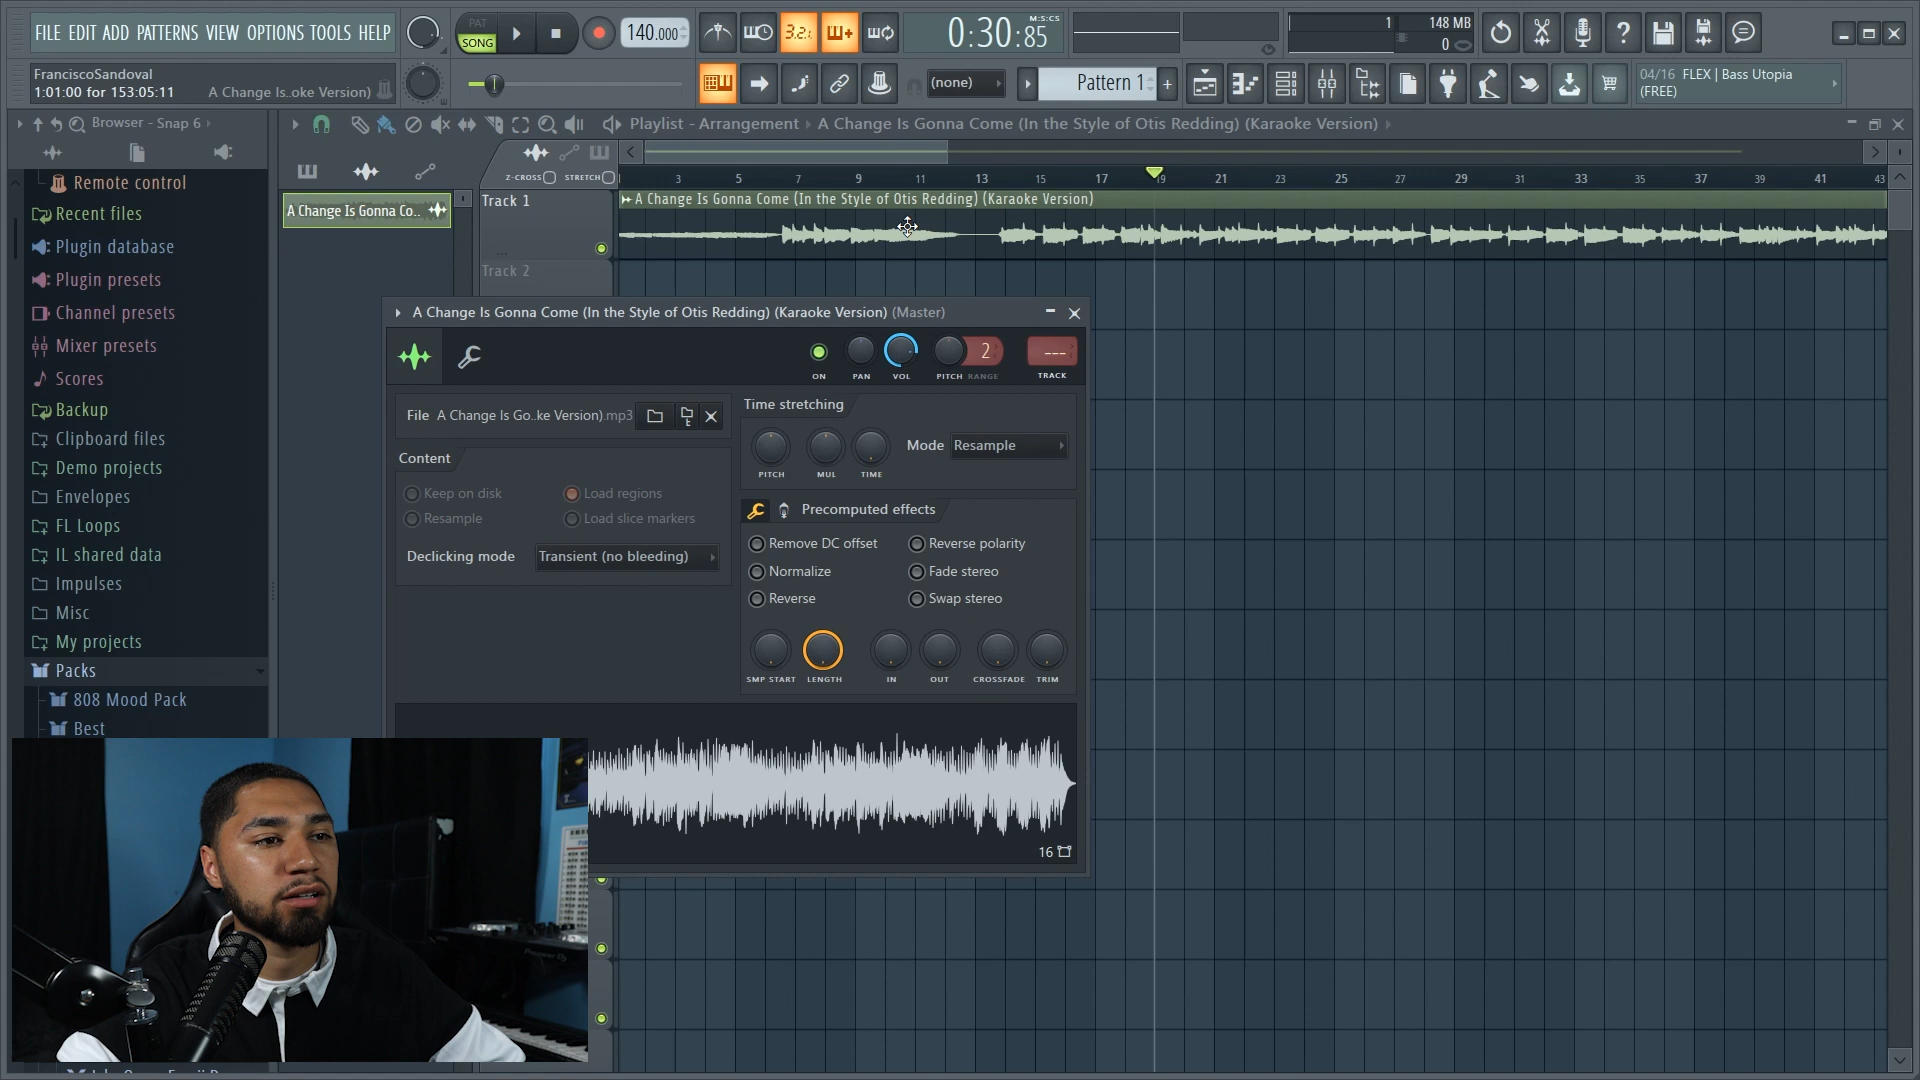 FILE EDIT ADD PATTERNS VIEW OPTIONS TOOLS HELP
PAT
SONG
140.000
3.2.
0:30:85
M:S:CS
1
148 MB
0
FranciscoSandoval
1:01:00 for 153:05:11
A Change Is..oke Version)
(none)
Pattern 1
+
04/16 FLEX | Bass Utopia
(FREE)
Browser - Snap 6
Playlist - Arrangement
A Change Is Gonna Come (In the Style of Otis Redding) (Karaoke Version)
Z-CROSS
STRETCH
3 5 7 9 11 13 15 17 19 21 23 25 27 29 31 33 35 37 39 41 43
Remote control
Recent files
Plugin database
Plugin presets
Channel presets
Mixer presets
Scores
Backup
Clipboard files
Demo projects
Envelopes
FL Loops
IL shared data
Impulses
Misc
My projects
Packs
808 Mood Pack
Best
A Change Is Gonna Co..
Track 1
A Change Is Gonna Come (In the Style of Otis Redding) (Karaoke Version)
Track 2
A Change Is Gonna Come (In the Style of Otis Redding) (Karaoke Version) (Master)
2
---
ON
PAN
VOL
PITCH
RANGE
TRACK
File A Change Is Go..ke Version).mp3
Content
Keep on disk
Load regions
Resample
Load slice markers
Declicking mode
Transient (no bleeding)
Time stretching
PITCH
MUL
TIME
Mode
Resample
Precomputed effects
Remove DC offset
Reverse polarity
Normalize
Fade stereo
Reverse
Swap stereo
SMP START
LENGTH
IN
OUT
CROSSFADE
TRIM
16